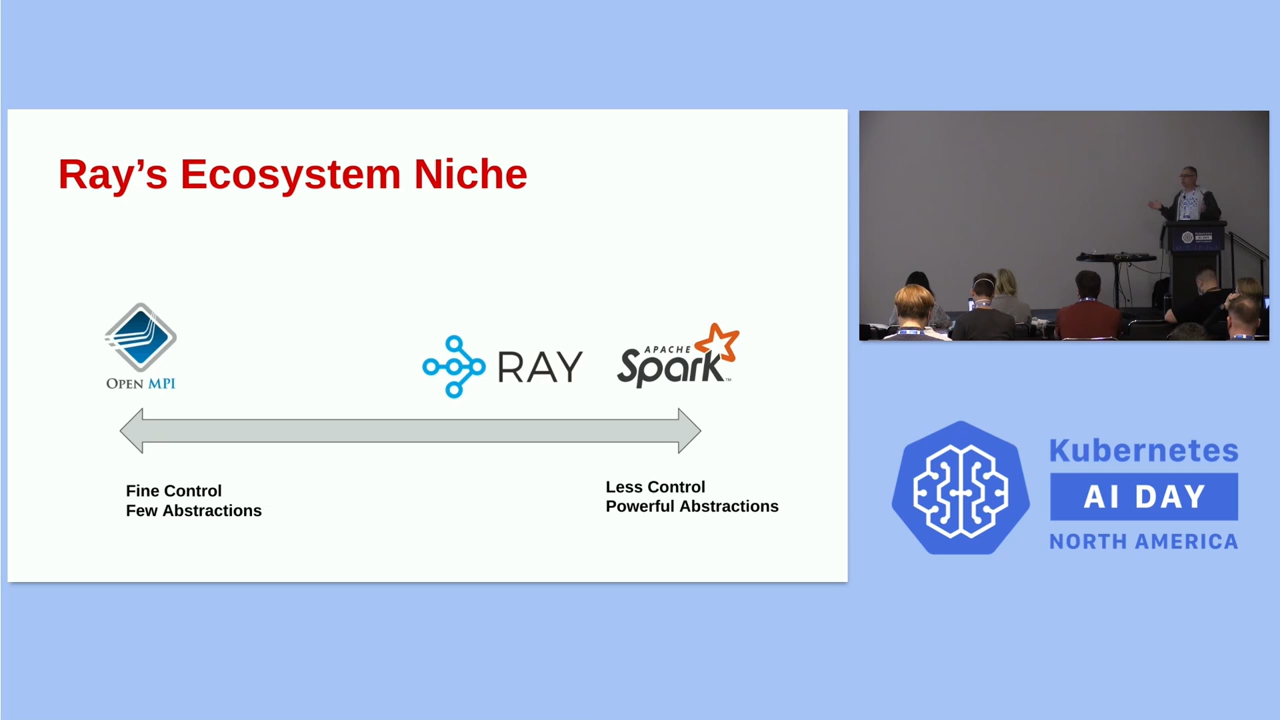 Ray’s Ecosystem Niche
OPEN MPI
RAY
APACHE
Spark™
Fine Control
Few Abstractions
Less Control
Powerful Abstractions
Kubernetes
AI DAY
NORTH AMERICA